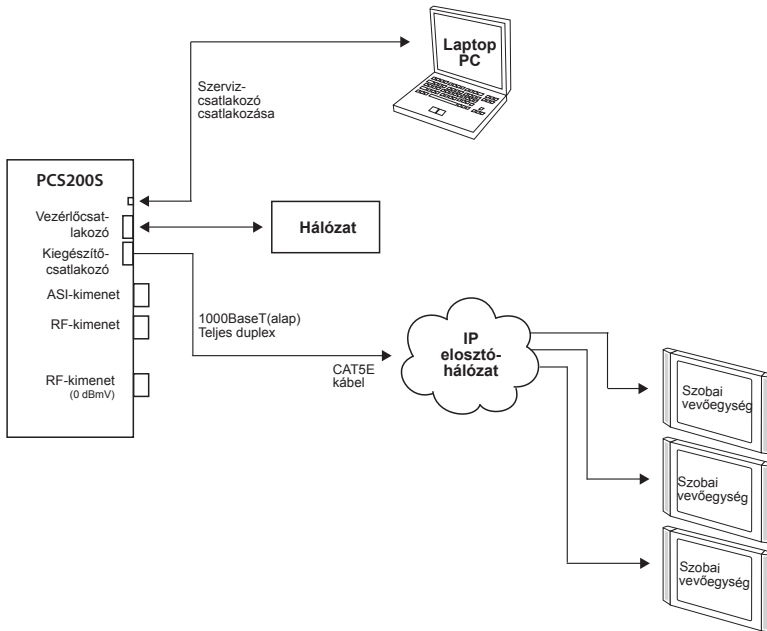 Laptop
PC
Szerviz-
csatlakozó
csatlakozása
PCS200S
Vezérlőcsat-
lakozó
Hálózat
Kiegészítő-
csatlakozó
ASI-kimenet
RF-kimenet
1000BaseT(alap)
Teljes duplex
RF-kimenet
(0 dBmV)
CAT5E
kábel
IP
elosztó-
hálózat
Szobai
vevőegység
Szobai
vevőegység
Szobai
vevőegység